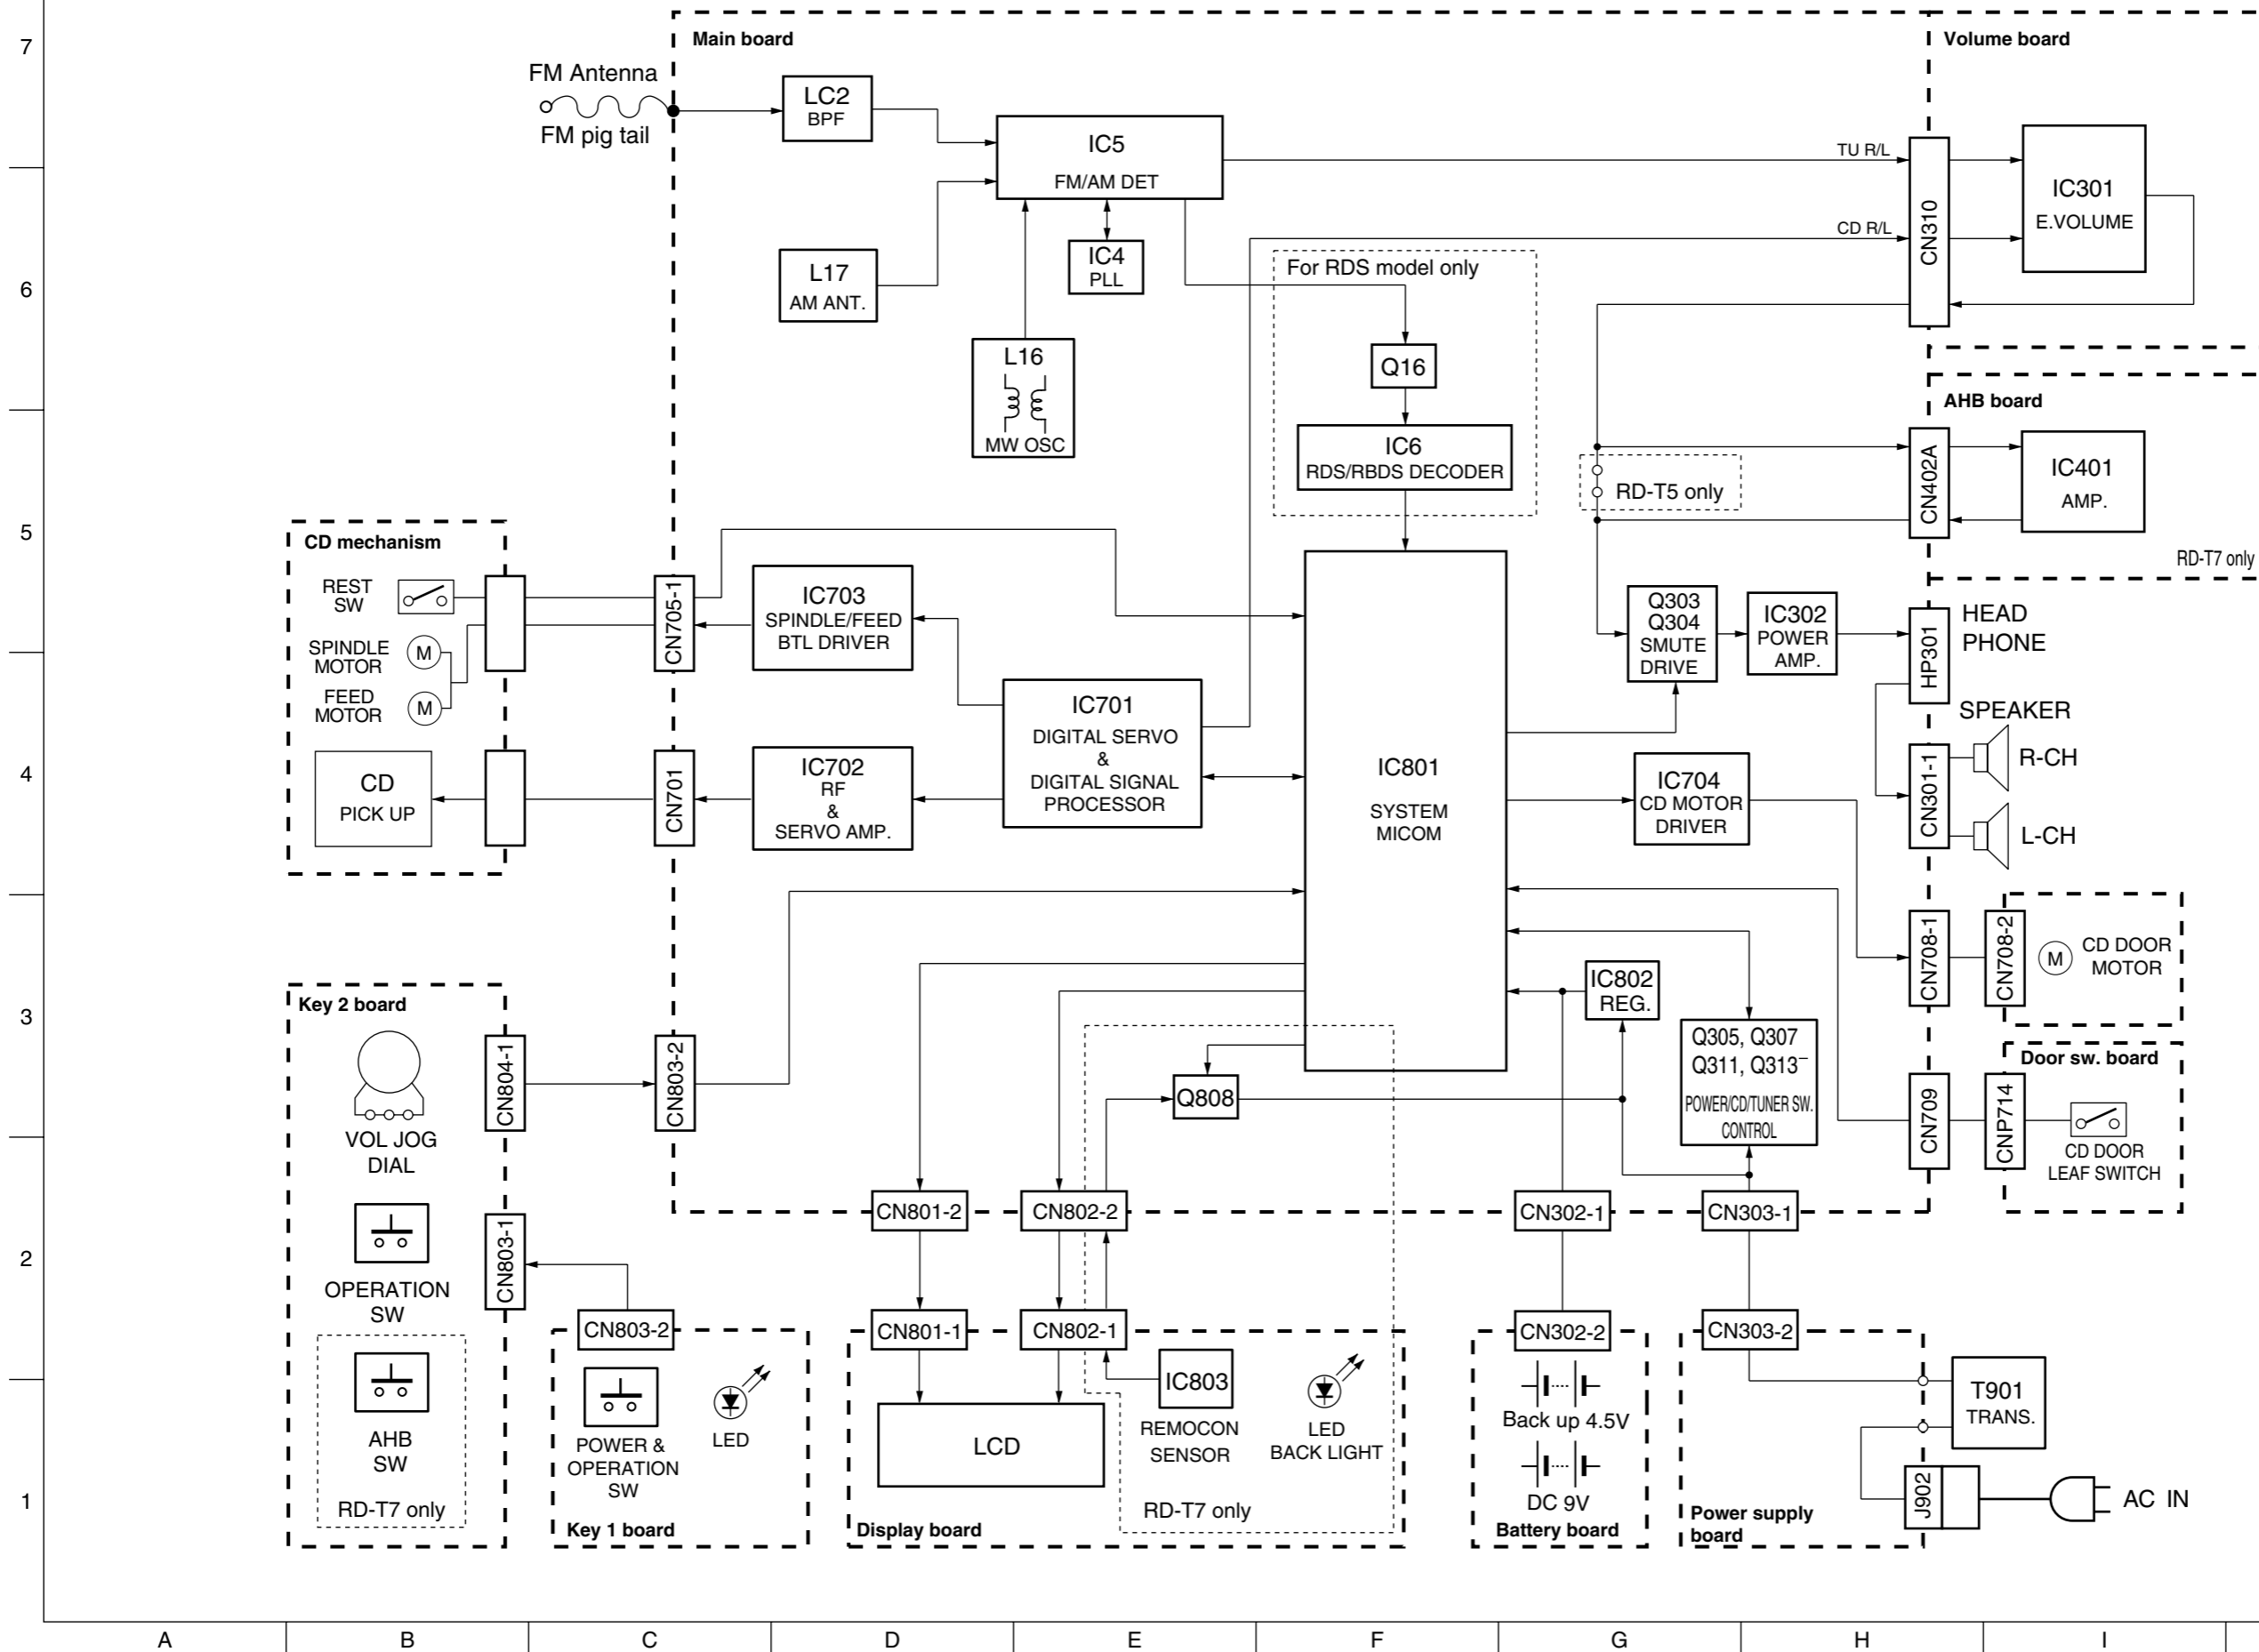 7
Main board
Volume board
FM Antenna
FM pig tail
LC2
BPF
IC5
FM/AM DET
TU R/L
CN310
IC301
E.VOLUME
CD R/L
6
L17
AM ANT.
IC4
PLL
For RDS model only
L16
MW OSC
Q16
AHB board
IC6
RDS/RBDS DECODER
RD-T5 only
CN402A
IC401
AMP.
RD-T7 only
5
CD mechanism
REST
SW
SPINDLE
MOTOR
FEED
MOTOR
M
M
CN705-1
IC703
SPINDLE/FEED
BTL DRIVER
Q303
Q304
SMUTE
DRIVE
IC302
POWER
AMP.
HP301
HEAD
PHONE
4
CD
PICK UP
CN701
IC702
RF
&
SERVO AMP.
IC701
DIGITAL SERVO
&
DIGITAL SIGNAL
PROCESSOR
IC801
SYSTEM
MICOM
IC704
CD MOTOR
DRIVER
CN301-1
SPEAKER
R-CH
L-CH
CN708-1
CN708-2
M
CD DOOR
MOTOR
3
Key 2 board
VOL JOG
DIAL
CN804-1
CN803-2
Q808
IC802
REG.
Q305, Q307
Q311, Q313–
POWER/CD/TUNER SW.
CONTROL
CN709
CNP714
Door sw. board
CD DOOR
LEAF SWITCH
2
OPERATION
SW
CN803-1
CN801-2
CN802-2
CN302-1
CN303-1
CN803-2
CN801-1
CN802-1
CN302-2
CN303-2
1
AHB
SW
RD-T7 only
POWER &
OPERATION
SW
LED
Key 1 board
LCD
Display board
IC803
REMOCON
SENSOR
LED
BACK LIGHT
RD-T7 only
Back up 4.5V
DC 9V
Battery board
Power supply
board
T901
TRANS.
J902
AC IN
A
B
C
D
E
F
G
H
I